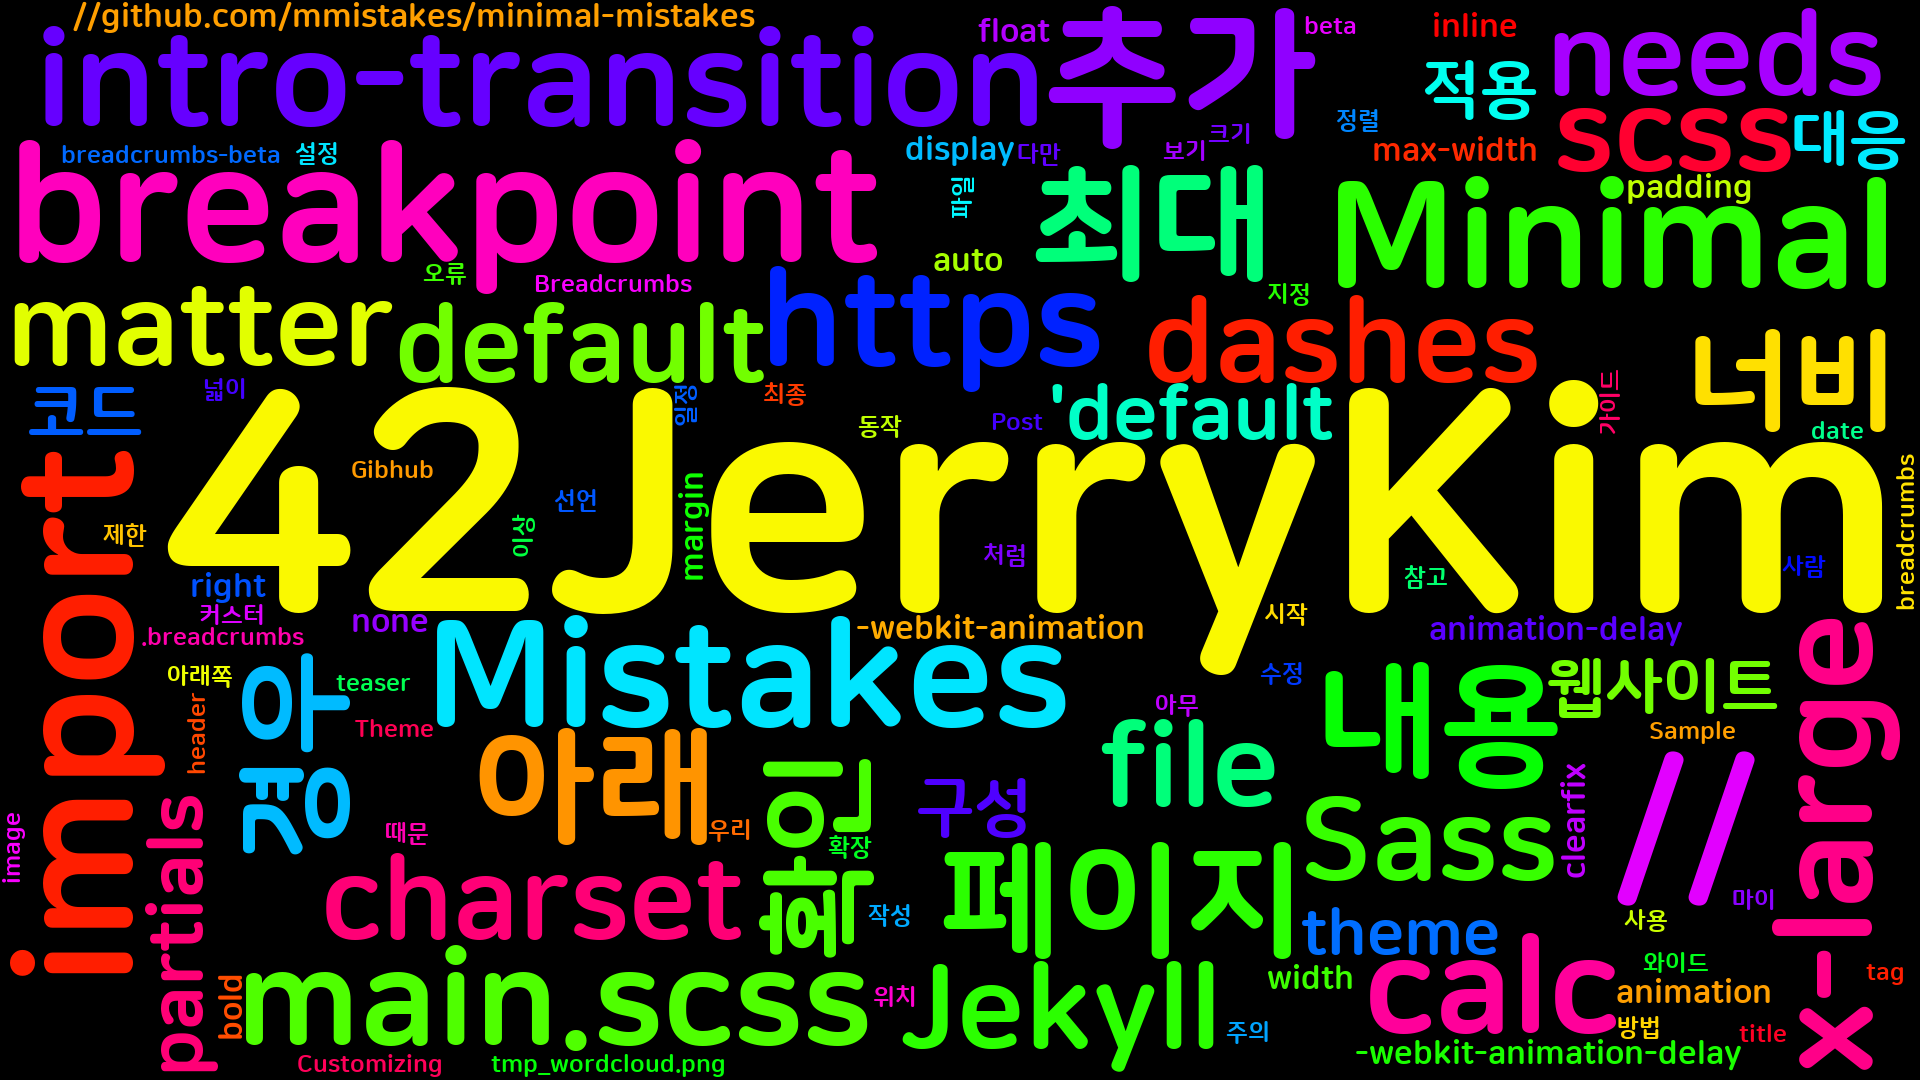 //github.com/mmistakes/minimal-mistakes
intro-transition
float
추가
beta
inline
needs
적용
정렬
크기
scss
대응
breadcrumbs-beta
설정
display
다만
보기
max-width
breakpoint
파일
최대
padding
Minimal
auto
오류
Breadcrumbs
지정
matter
default
https
dashes
너비
코드
넓이
일정
최종
동작
Post
'default
가이드
date
42JerryKim
import
Gibhub
선언
margin
이상
제한
처럼
참고
사람
breadcrumbs
right
커스터
none
.breadcrumbs
시작
-webkit-animation
animation-delay
Mistakes
아래쪽
teaser
경우
header
Theme
수정
내용
웹사이트
x-large
아무
Sample
아래
file
확인
구성
//
clearfix
Sass
image
partials
때문
우리
확장
페이지
charset
작성
마이
사용
theme
main.scss
bold
위치
Jekyll
width
calc
와이드
tag
animation
방법
주의
title
Customizing
tmp_wordcloud.png
-webkit-animation-delay